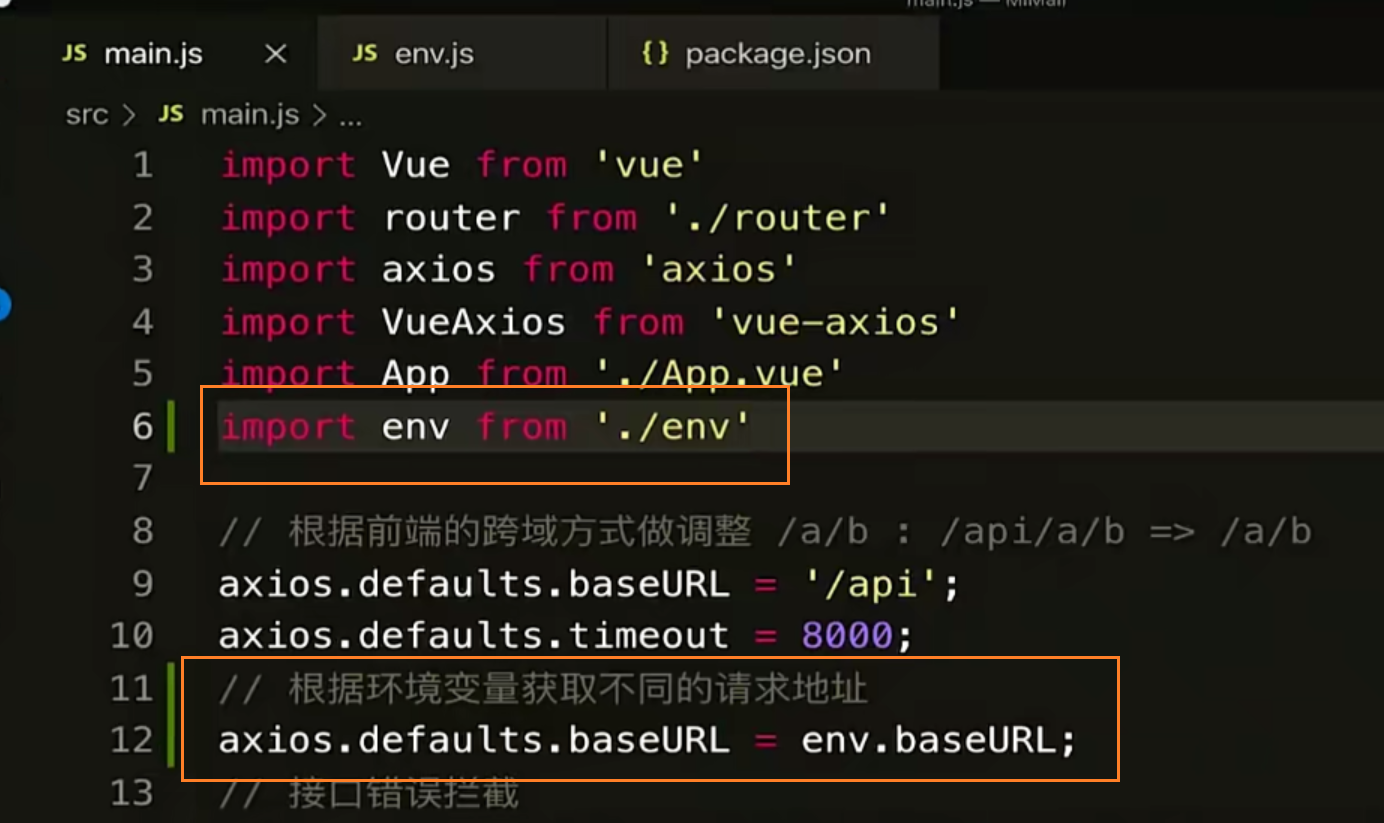 main.js — MiMall
JS main.js × JS env.js {} package.json
src > JS main.js > ...
1 import Vue from 'vue'
2 import router from './router'
3 import axios from 'axios'
4 import VueAxios from 'vue-axios'
5 import App from './App.vue'
6 import env from './env'
7
8 // 根据前端的跨域方式做调整 /a/b : /api/a/b => /a/b
9 axios.defaults.baseURL = '/api';
10 axios.defaults.timeout = 8000;
11 // 根据环境变量获取不同的请求地址
12 axios.defaults.baseURL = env.baseURL;
13 // 接口错误拦截